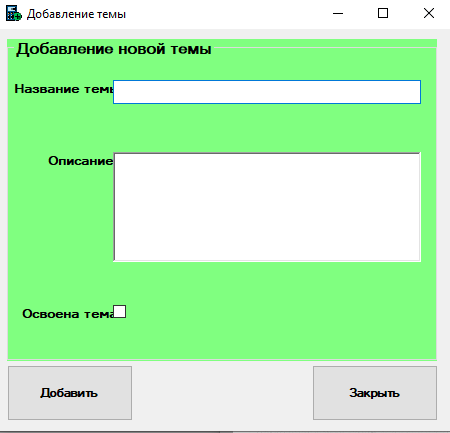 Добавление темы
Добавление новой темы
Название темы
Описание
Освоена тема
Добавить
Закрыть